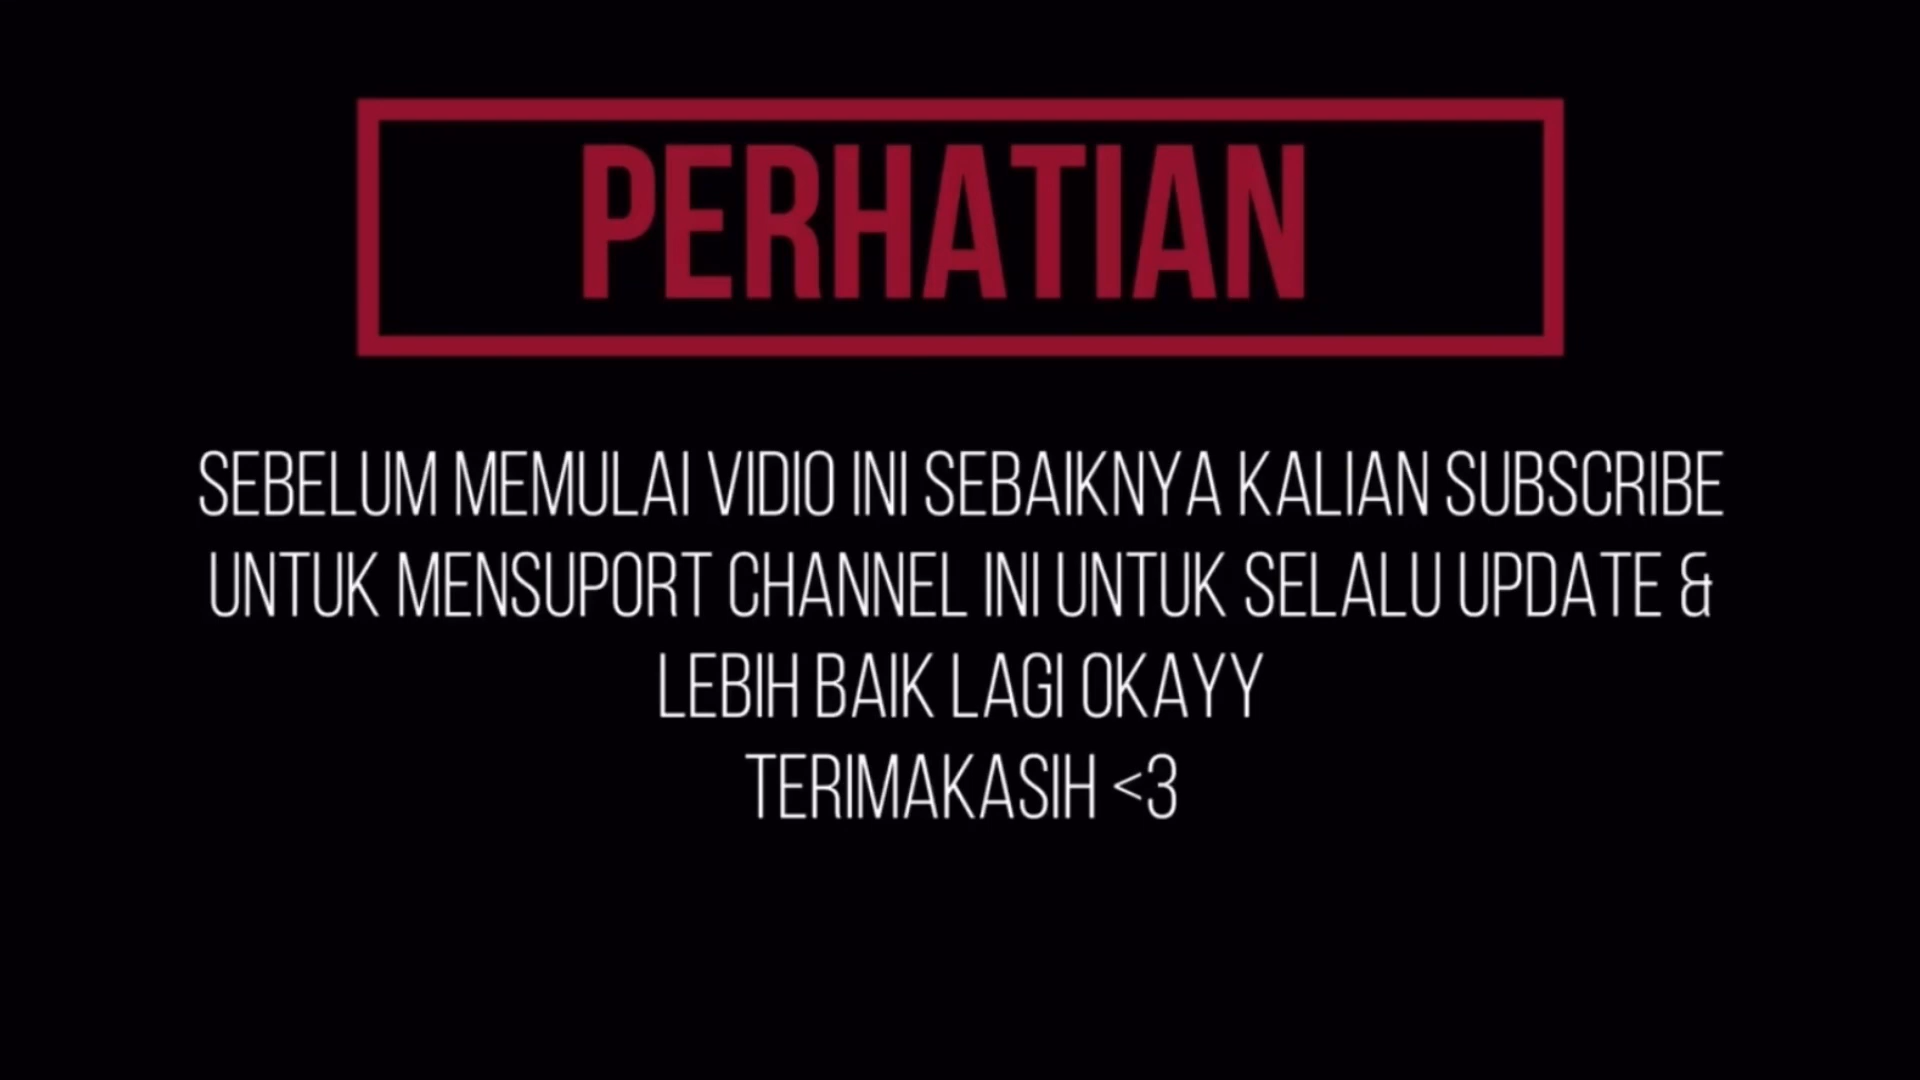 PERHATIAN
SEBELUM MEMULAI VIDIO INI SEBAIKNYA KALIAN SUBSCRIBE
UNTUK MENSUPORT CHANNEL INI UNTUK SELALU UPDATE &
LEBIH BAIK LAGI OKAYY
TERIMAKASIH <3